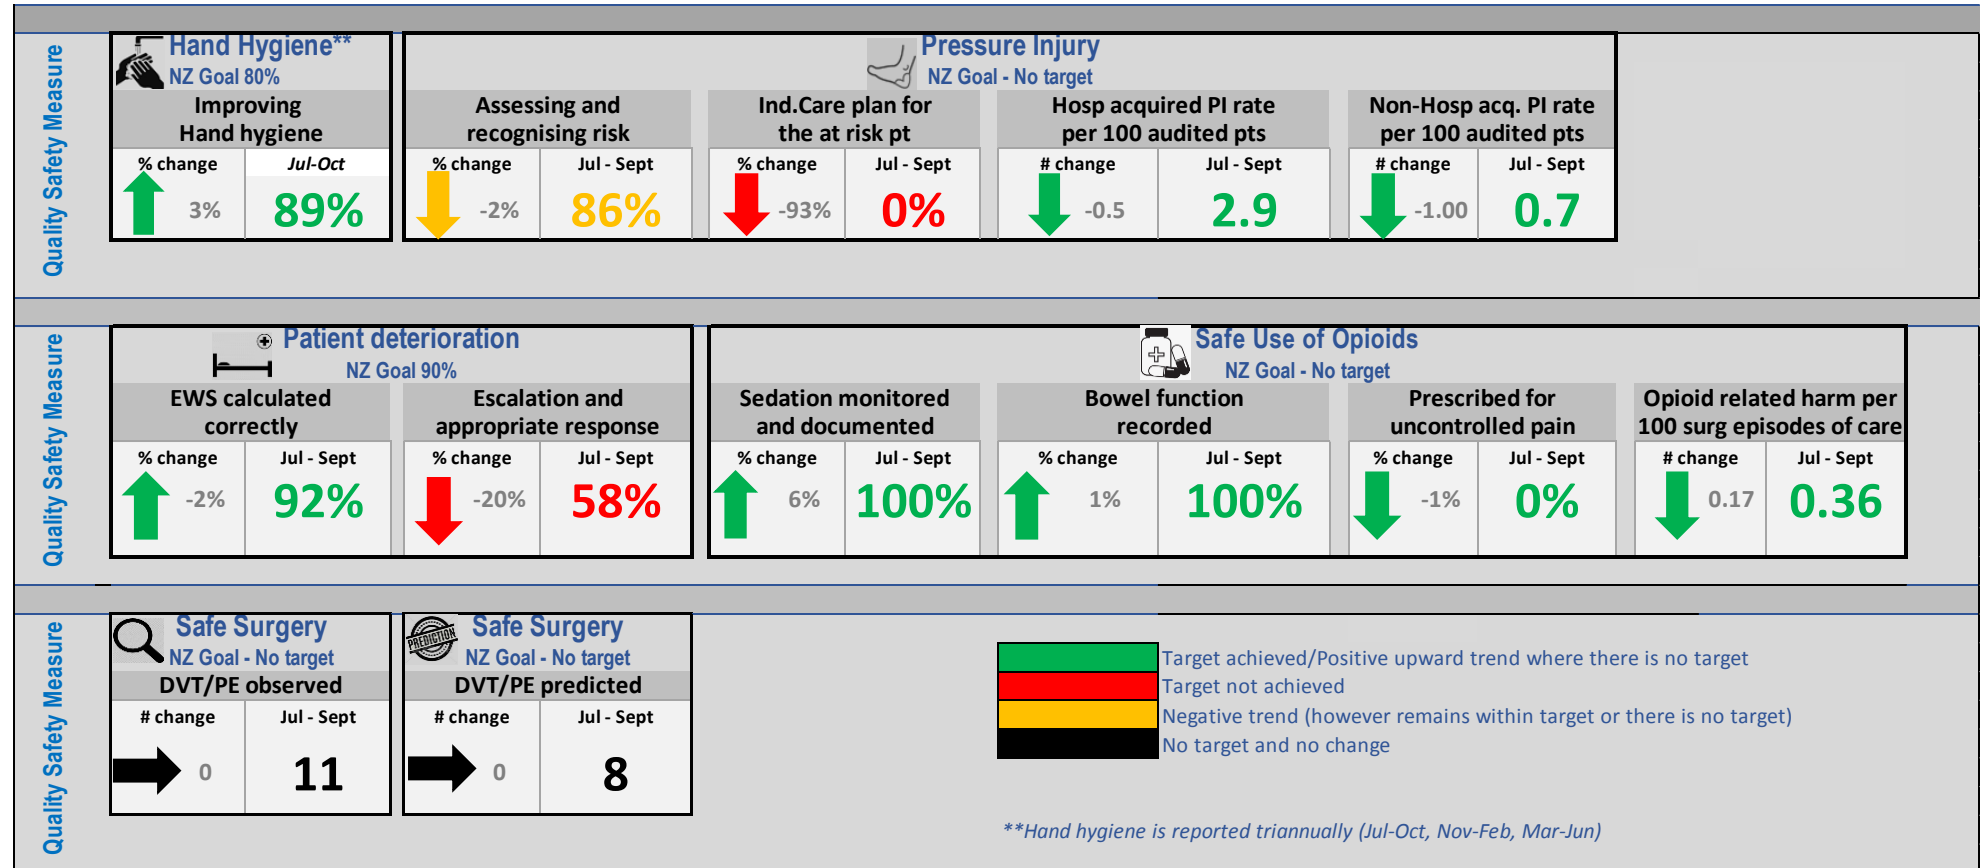 Quality Safety Measure
Hand Hygiene**
NZ Goal 80%
Improving
Hand hygiene
% change
Jul-Oct
3%
89%
Pressure Injury
NZ Goal - No target
Assessing and
recognising risk
% change
Jul - Sept
-2%
86%
Ind.Care plan for
the at risk pt
% change
Jul - Sept
-93%
0%
Hosp acquired PI rate
per 100 audited pts
# change
Jul - Sept
-0.5
2.9
Non-Hosp acq. PI rate
per 100 audited pts
# change
Jul - Sept
-1.00
0.7
Quality Safety Measure
Patient deterioration
NZ Goal 90%
EWS calculated
correctly
% change
Jul - Sept
-2%
92%
Escalation and
appropriate response
% change
Jul - Sept
-20%
58%
Safe Use of Opioids
NZ Goal - No target
Sedation monitored
and documented
% change
Jul - Sept
6%
100%
Bowel function
recorded
% change
Jul - Sept
1%
100%
Prescribed for
uncontrolled pain
% change
Jul - Sept
-1%
0%
Opioid related harm per
100 surg episodes of care
# change
Jul - Sept
0.17
0.36
Quality Safety Measure
Safe Surgery
NZ Goal - No target
DVT/PE observed
# change
Jul - Sept
0
11
PREDICTION
Safe Surgery
NZ Goal - No target
DVT/PE predicted
# change
Jul - Sept
0
8
Target achieved/Positive upward trend where there is no target
Target not achieved
Negative trend (however remains within target or there is no target)
No target and no change
**Hand hygiene is reported triannually (Jul-Oct, Nov-Feb, Mar-Jun)